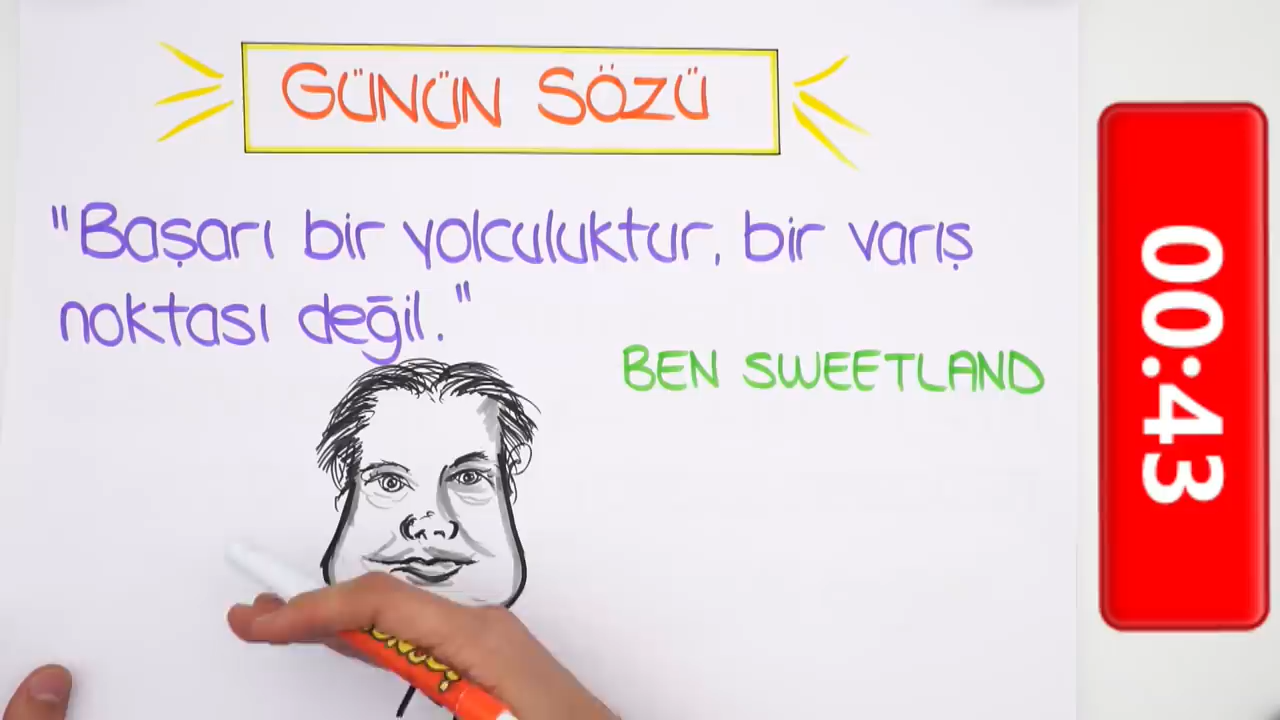 GÜNÜN SÖZÜ
"Başarı bir yolculuktur, bir varış
noktası değil."
BEN SWEETLAND
00:43